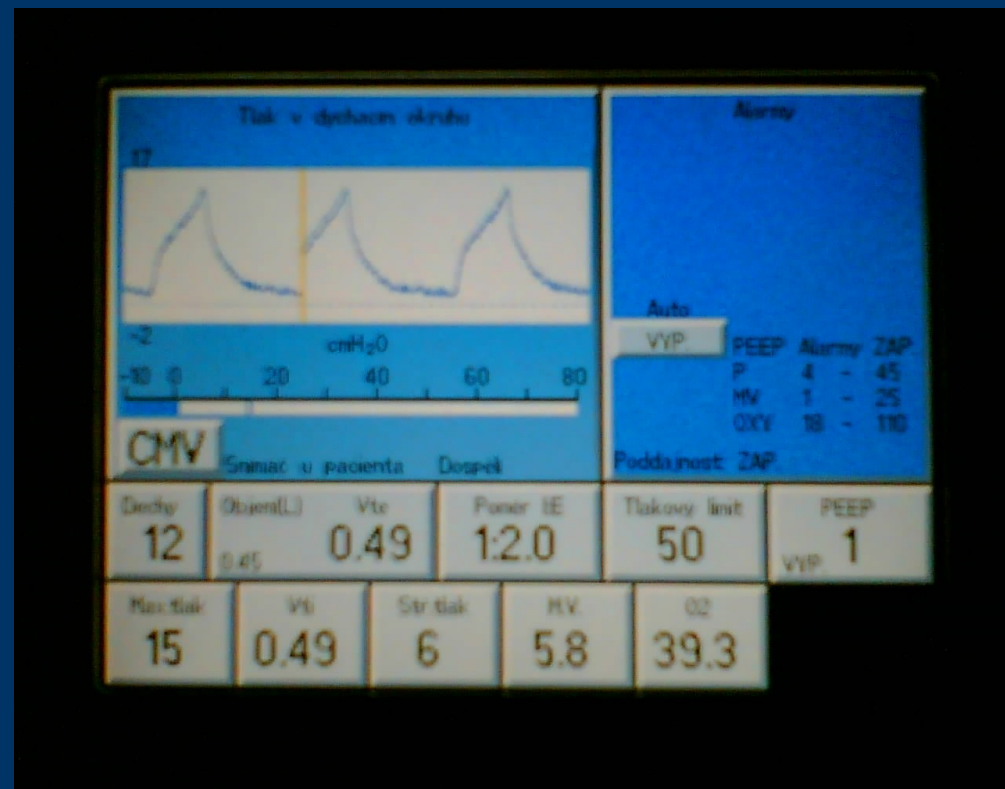 Tlak v dychacim okruhu
17
-2
cmH₂O
-10 0 20 40 60 80
CMV
Snimac u pacienta Dospeli
Alarmy
Auto
VYP.
PEEP Alarmy ZAP.
P 4 - 45
MV 1 - 25
OXY 18 - 110
Poddajnost ZAP.
Dechy
12
Objem(L) Vte
0.45 0.49
Pomer I:E
1:2.0
Tlakovy limit
50
PEEP
VYP. 1
Max tlak
15
Vti
0.49
Str tlak
6
M.V.
5.8
O2
39.3